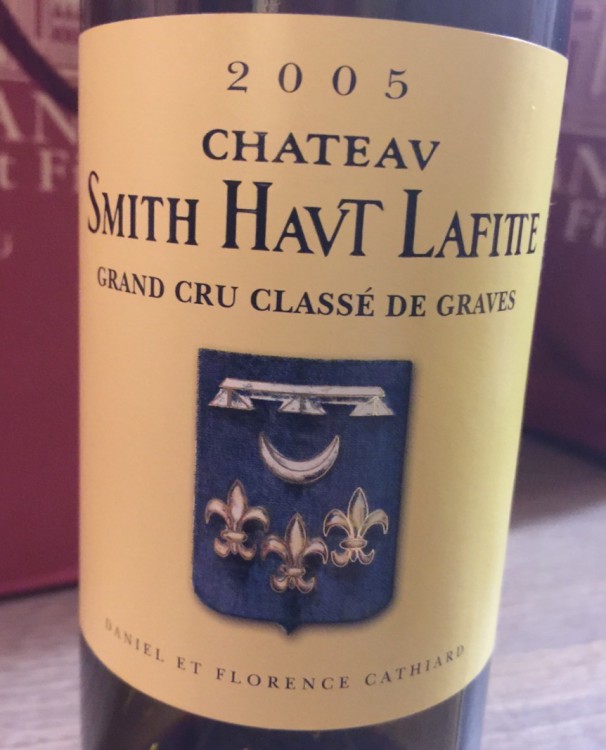 2005
CHATEAV
SMITH HAVT LAFITTE
GRAND CRU CLASSÉ DE GRAVES
DANIEL ET FLORENCE CATHIARD